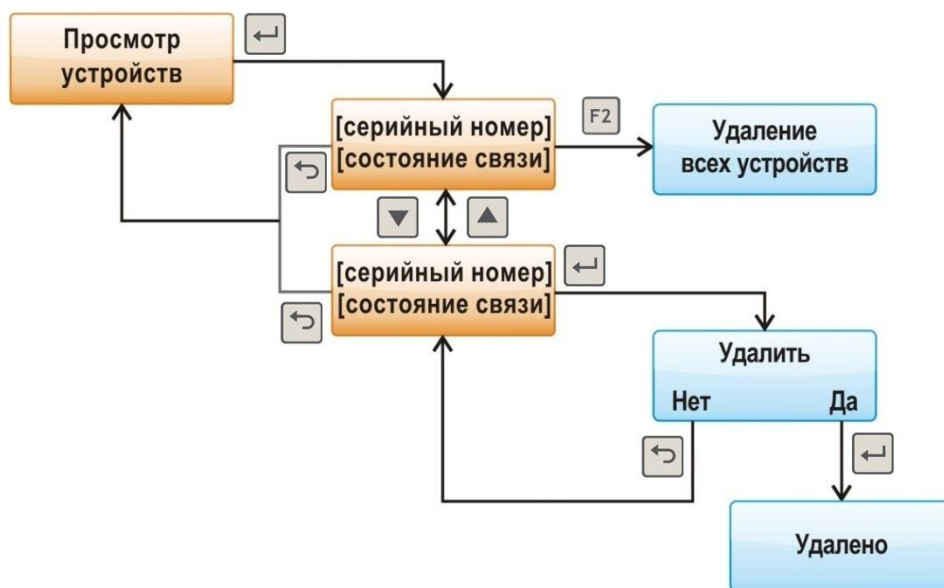 Просмотр
устройств
[серийный номер]
[состояние связи]
F2
Удаление
всех устройств
[серийный номер]
[состояние связи]
Удалить
Нет Да
Удалено